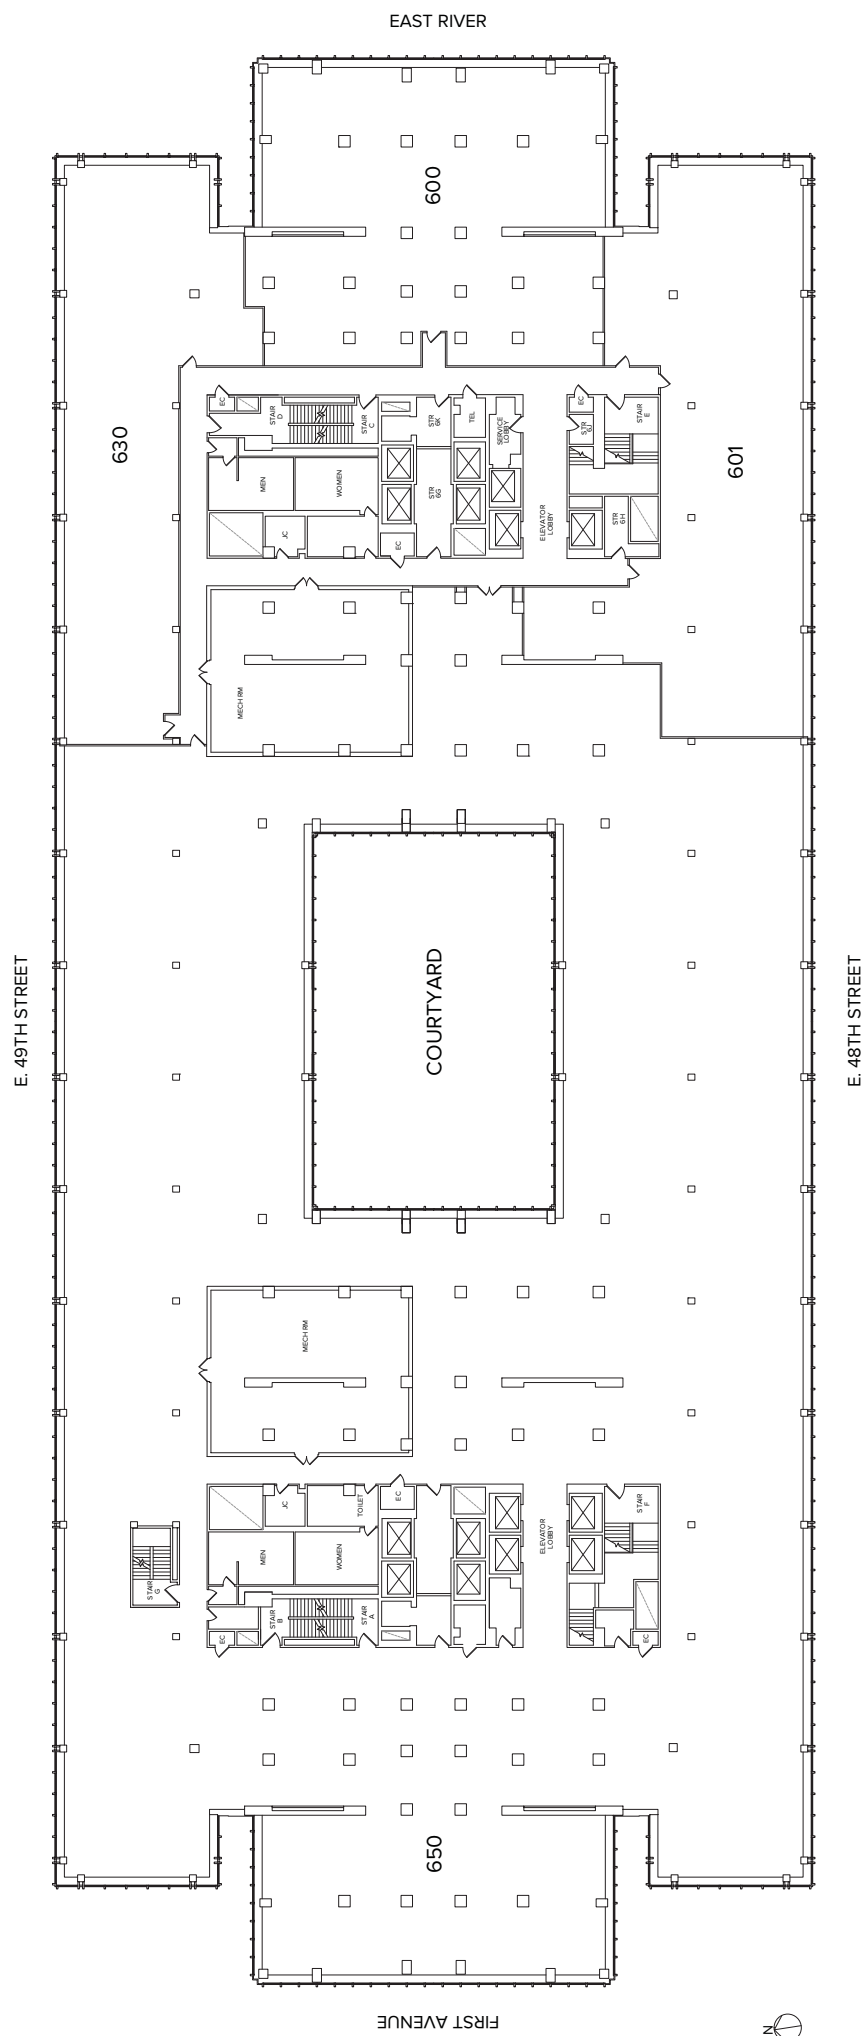 EAST RIVER
600
630
601
EC
STAIR
D
STAIR
C
STR
6K
TEL
SERVICE
LOBBY
EC
STR
6J
STAIR
E
MEN
WOMEN
STR
6G
ELEVATOR
LOBBY
STR
6H
JC
EC
MECH RM
E. 49TH STREET
COURTYARD
E. 48TH STREET
MECH RM
JC
TOILET
EC
STAIR
F
MEN
WOMEN
ELEVATOR
LOBBY
STAIR
G
EC
STAIR
B
STAIR
A
EC
650
FIRST AVENUE
N